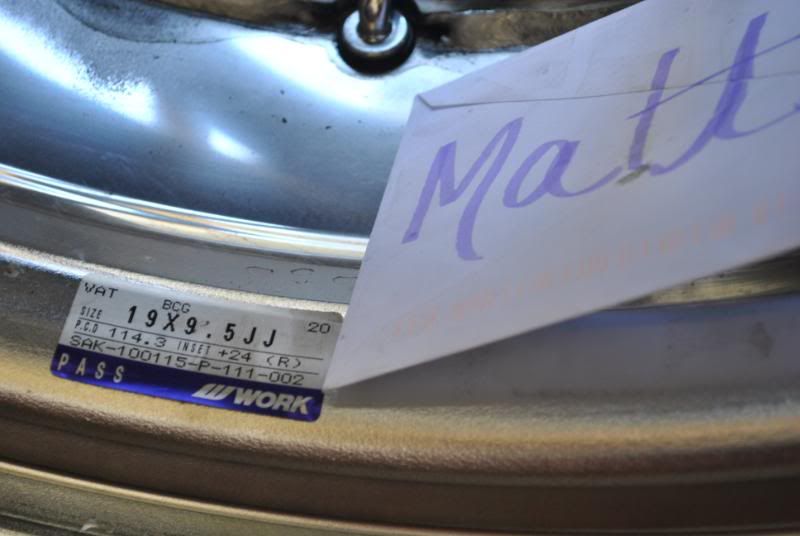 Matt
VAT BCG
SIZE 19X9.5JJ 20
P.C.D 114.3 INSET +24 (R)
SAK-100115-P-111-002
PASS WORK